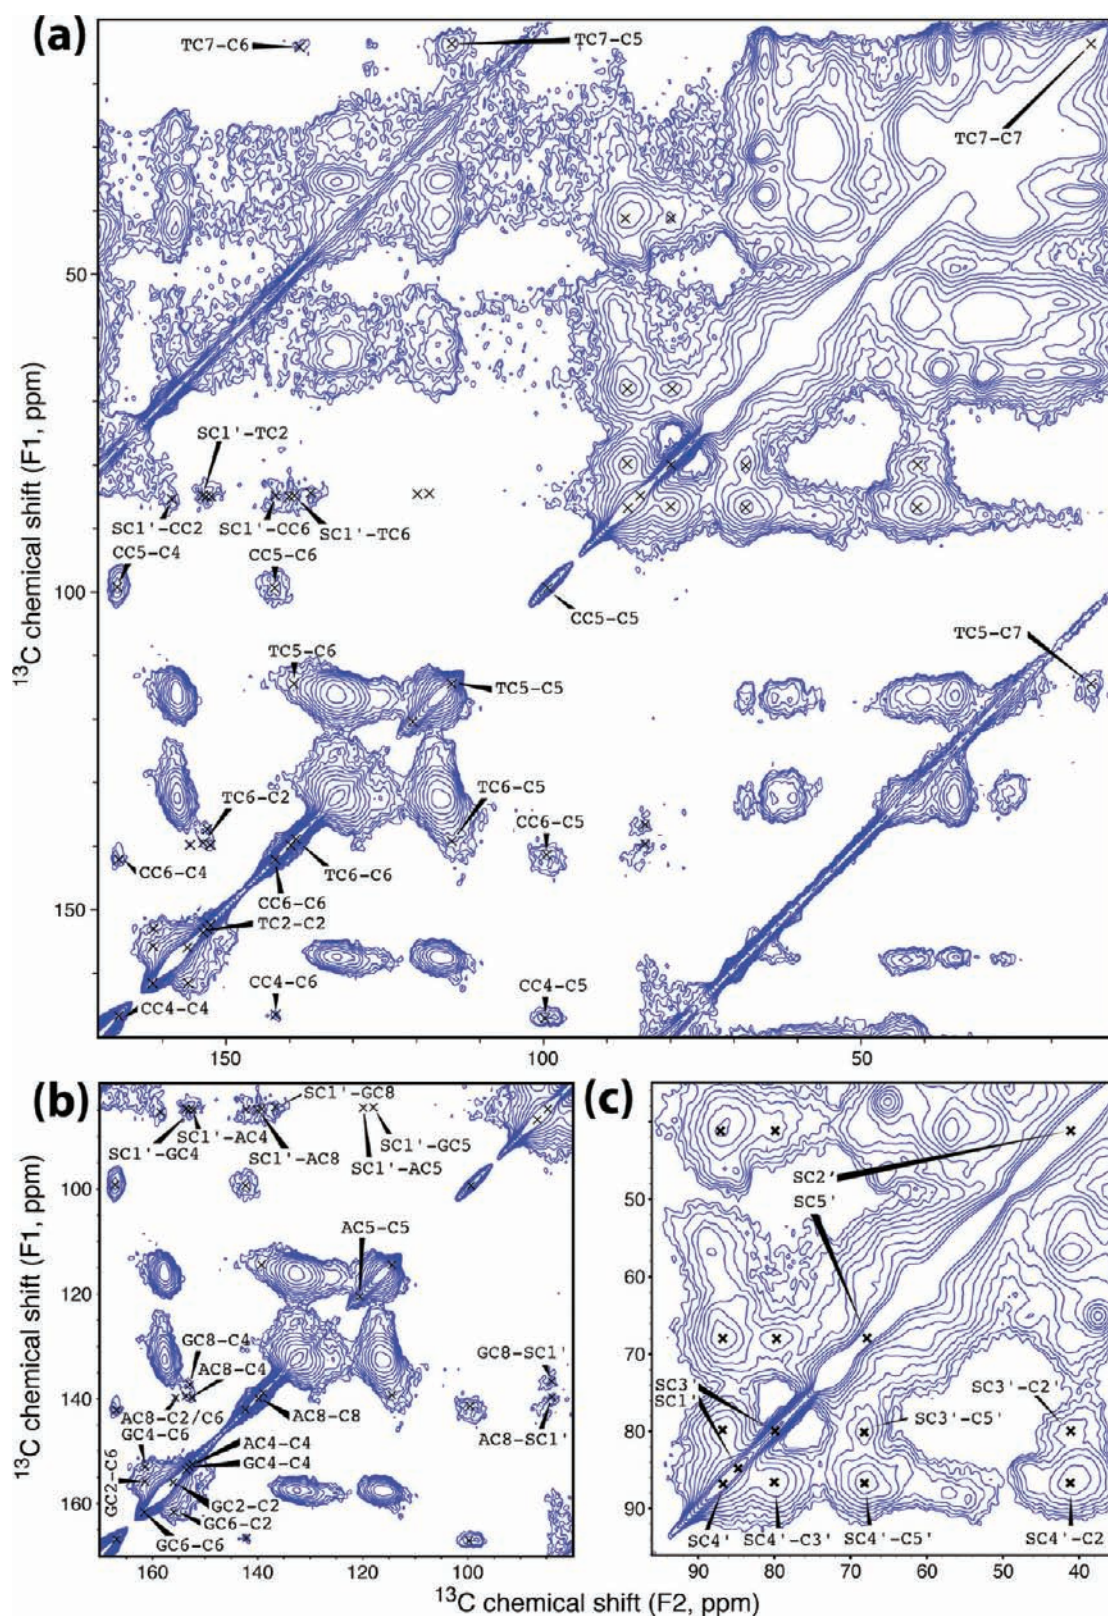 (a)
TC7-C6
TC7-C5
TC7-C7
50
SC1'-TC2
SC1'-CC2
SC1'-CC6
SC1'-TC6
CC5-C4
CC5-C6
100
CC5-C5
TC5-C7
TC5-C6
TC5-C5
TC6-C2
TC6-C5
CC6-C5
CC6-C4
TC6-C6
CC6-C6
150
TC2-C2
CC4-C6
CC4-C5
CC4-C4
150
100
50
13C chemical shift (F1, ppm)
(b)
SC1'-GC8
SC1'-AC4
SC1'-GC5
SC1'-GC4
SC1'-AC8
SC1'-AC5
100
AC5-C5
120
GC8-C4
GC8-SC1'
AC8-C4
140
AC8-C2/C6
AC8-C8
AC8-SC1'
GC4-C6
AC4-C4
GC2-C6
GC4-C4
160
GC2-C2
GC6-C2
GC6-C6
160
140
120
100
13C chemical shift (F1, ppm)
(c)
SC2'
50
SC5'
60
70
SC3'
SC3'-C2'
SC1'
SC3'-C5'
80
90
SC4'
SC4'-C3'
SC4'-C5'
SC4'-C2
90
80
70
60
50
40
13C chemical shift (F2, ppm)